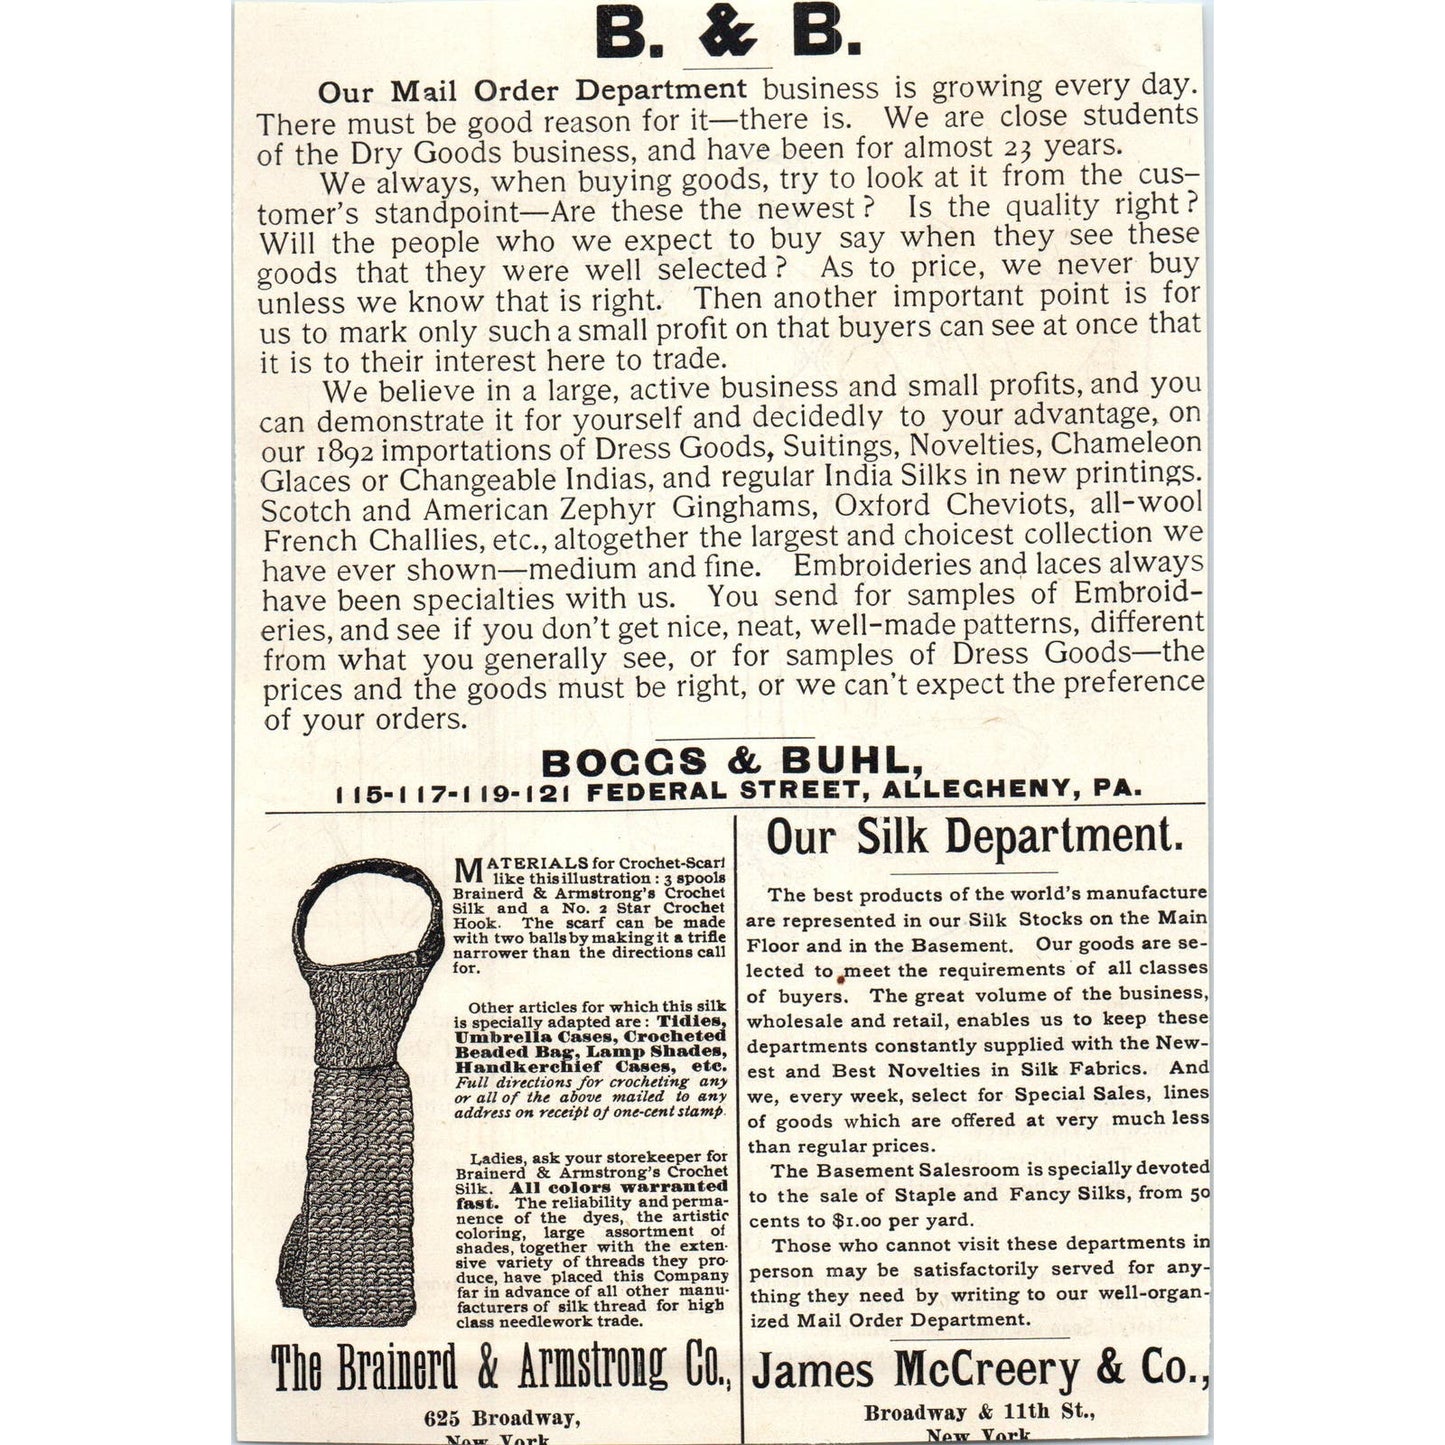 B. & B.
Our Mail Order Department business is growing every day.
There must be good reason for it—there is. We are close students
of the Dry Goods business, and have been for almost 23 years.
We always, when buying goods, try to look at it from the cus-
tomer's standpoint—Are these the newest? Is the quality right?
Will the people who we expect to buy say when they see these
goods that they were well selected? As to price, we never buy
unless we know that is right. Then another important point is for
us to mark only such a small profit on that buyers can see at once that
it is to their interest here to trade.
We believe in a large, active business and small profits, and you
can demonstrate it for yourself and decidedly to your advantage, on
our 1892 importations of Dress Goods, Suitings, Novelties, Chameleon
Glaces or Changeable Indias, and regular India Silks in new printings.
Scotch and American Zephyr Ginghams, Oxford Cheviots, all-wool
French Challies, etc., altogether the largest and choicest collection we
have ever shown—medium and fine. Embroideries and laces always
have been specialties with us. You send for samples of Embroid-
eries, and see if you don't get nice, neat, well-made patterns, different
from what you generally see, or for samples of Dress Goods—the
prices and the goods must be right, or we can't expect the preference
of your orders.
BOGGS & BUHL,
115-117-119-121 FEDERAL STREET, ALLEGHENY, PA.
MATERIALS for Crochet-Scarf
like this illustration: 3 spools
Brainerd & Armstrong's Crochet
Silk and a No. 2 Star Crochet
Hook. The scarf can be made
with two balls by making it a trifle
narrower than the directions call
for.
Other articles for which this silk
is specially adapted are: Tidies,
Umbrella Cases, Crocheted
Beaded Bag, Lamp Shades,
Handkerchief Cases, etc.
Full directions for crocheting any
or all of the above mailed to any
address on receipt of one-cent stamp.
Ladies, ask your storekeeper for
Brainerd & Armstrong's Crochet
Silk. All colors warranted
fast. The reliability and perma-
nence of the dyes, the artistic
coloring, large assortment of
shades, together with the exten-
sive variety of threads they pro-
duce, have placed this Company
far in advance of all other manu-
facturers of silk thread for high
class needlework trade.
The Brainerd & Armstrong Co.,
625 Broadway,
New York
Our Silk Department.
The best products of the world's manufacture
are represented in our Silk Stocks on the Main
Floor and in the Basement. Our goods are se-
lected to meet the requirements of all classes
of buyers. The great volume of the business,
wholesale and retail, enables us to keep these
departments constantly supplied with the New-
est and Best Novelties in Silk Fabrics. And
we, every week, select for Special Sales, lines
of goods which are offered at very much less
than regular prices.
The Basement Salesroom is specially devoted
to the sale of Staple and Fancy Silks, from 50
cents to $1.00 per yard.
Those who cannot visit these departments in
person may be satisfactorily served for any-
thing they need by writing to our well-organ-
ized Mail Order Department.
James McCreery & Co.,
Broadway & 11th St.,
New York